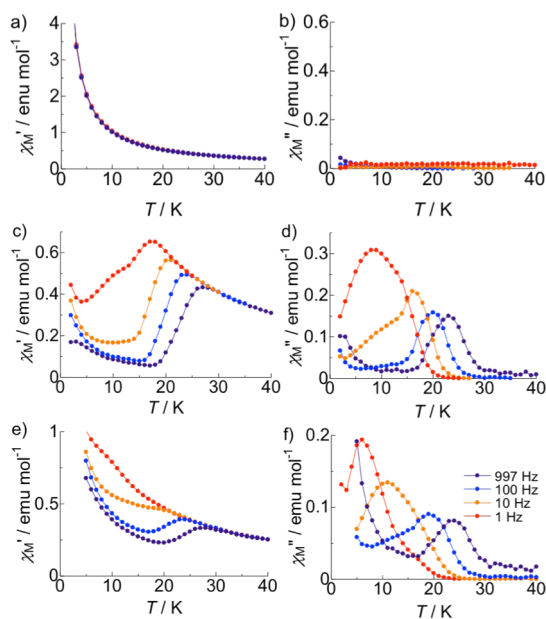 a)
4
3
2
1
0
0 10 20 30 40
χM' / emu mol-1
T / K
b)
0.6
0.4
0.2
0
0 10 20 30 40
χM" / emu mol-1
T / K
c)
0.6
0.4
0.2
0
0 10 20 30 40
χM' / emu mol-1
T / K
d)
0.3
0.2
0.1
0
0 10 20 30 40
χM" / emu mol-1
T / K
e)
1
0.5
0
0 10 20 30 40
χM' / emu mol-1
T / K
f)
0.2
0.1
0
0 10 20 30 40
χM" / emu mol-1
T / K
997 Hz
100 Hz
10 Hz
1 Hz